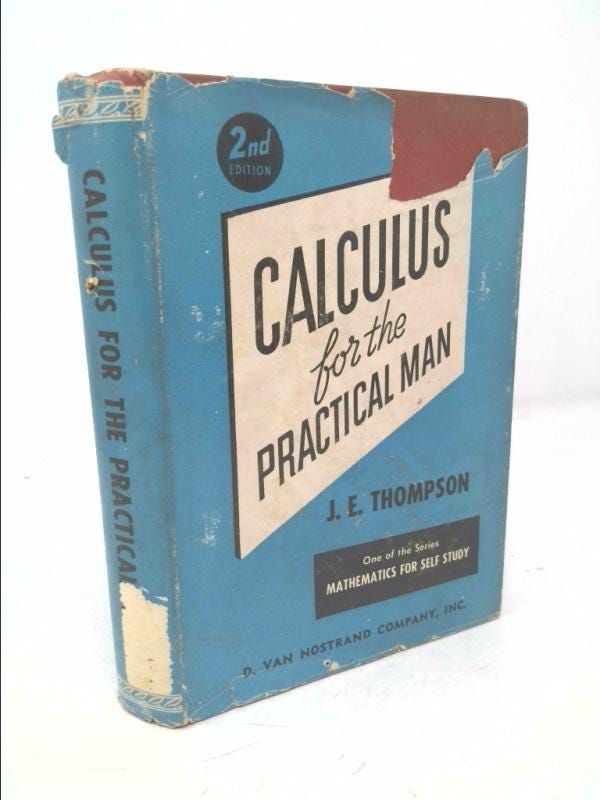 CALCULUS FOR THE PRACTICAL
2nd
EDITION
CALCULUS
for the
PRACTICAL MAN
J. E. THOMPSON
One of the Series
MATHEMATICS FOR SELF STUDY
D. VAN NOSTRAND COMPANY, INC.